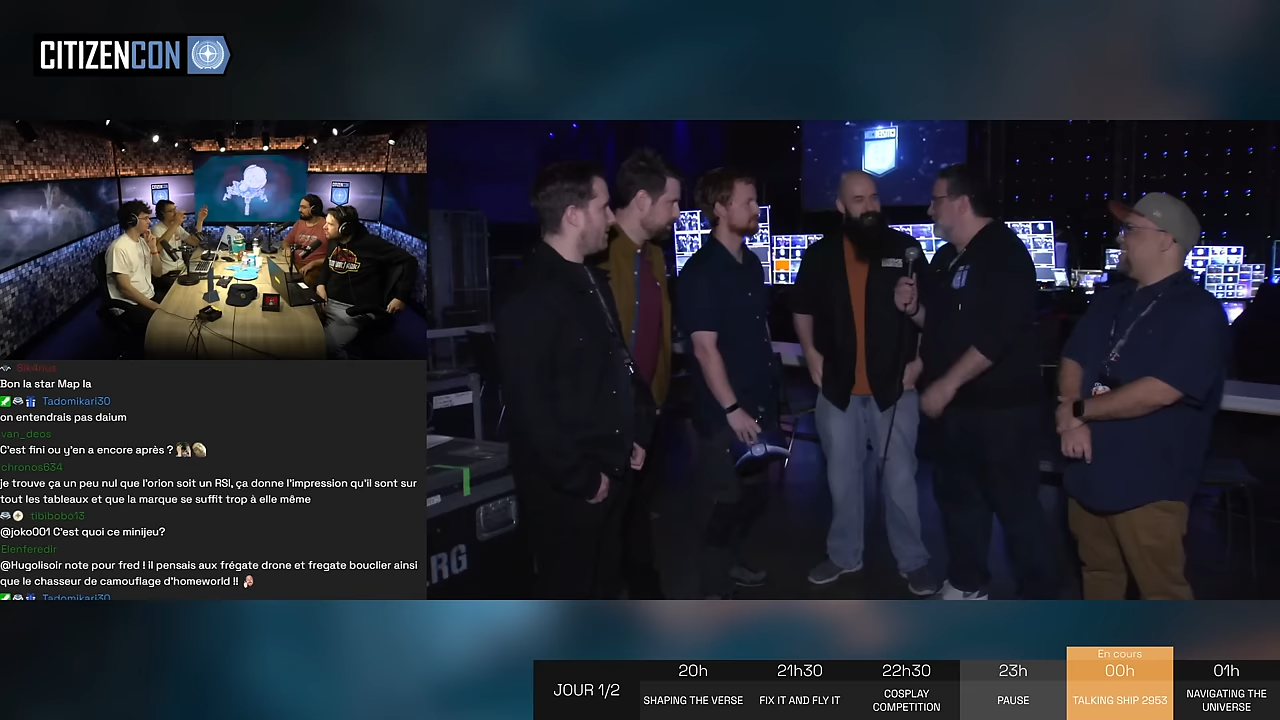 CITIZENCON
Sik4riuz
Bon la star Map la
Tadomikari30
on entendrais pas daium
van_deos
C'est fini ou y'en a encore après ?
chronos634
je trouve ça un peu nul que l'orion soit un RSI, ça donne l'impression qu'il sont sur
tout les tableaux et que la marque se suffit trop à elle même
tibibobo13
@joko001 C'est quoi ce minijeu?
Elenferedir
@Hugolisoir note pour fred ! il pensais aux frégate drone et fregate bouclier ainsi
que le chasseur de camouflage d'homeworld !!
Tadomikari30
RG
JOUR 1/2
20h
SHAPING THE VERSE
21h30
FIX IT AND FLY IT
22h30
COSPLAY
COMPETITION
23h
PAUSE
En cours
00h
TALKING SHIP 2953
01h
NAVIGATING THE
UNIVERSE